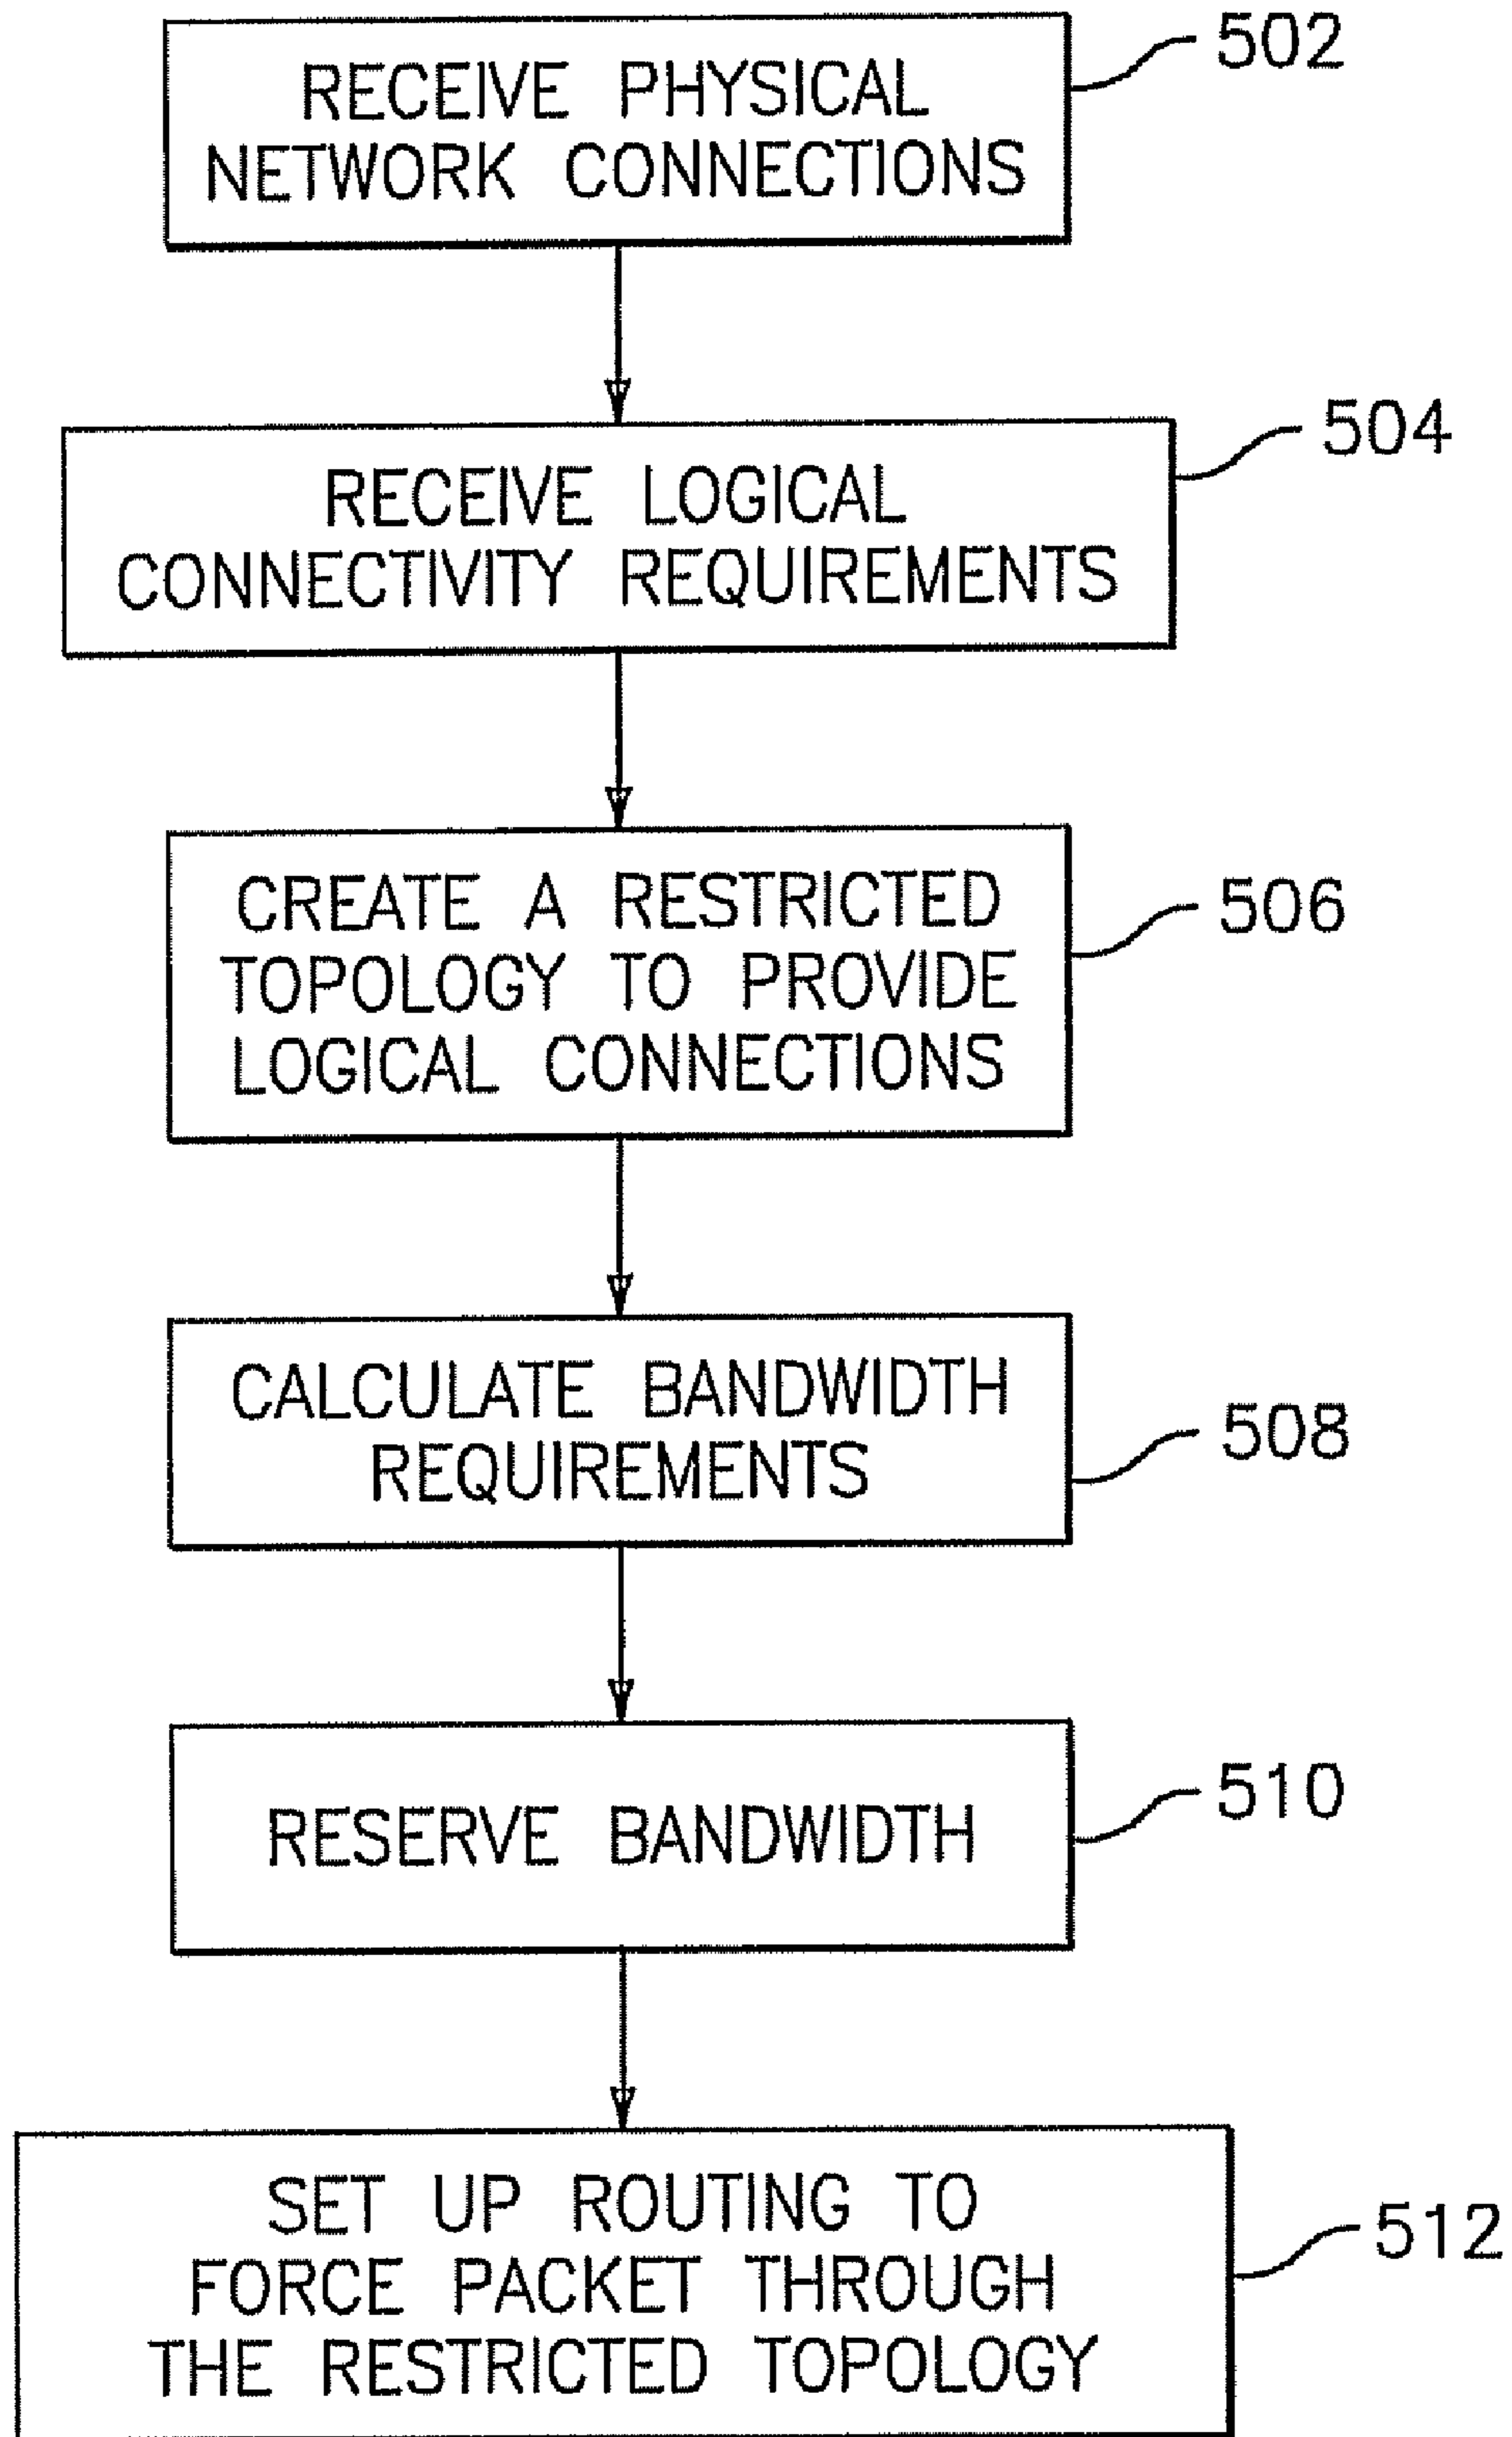 RECEIVE PHYSICAL
NETWORK CONNECTIONS
502
RECEIVE LOGICAL
CONNECTIVITY REQUIREMENTS
504
CREATE A RESTRICTED
TOPOLOGY TO PROVIDE
LOGICAL CONNECTIONS
506
CALCULATE BANDWIDTH
REQUIREMENTS
508
RESERVE BANDWIDTH
510
SET UP ROUTING TO
FORCE PACKET THROUGH
THE RESTRICTED TOPOLOGY
512